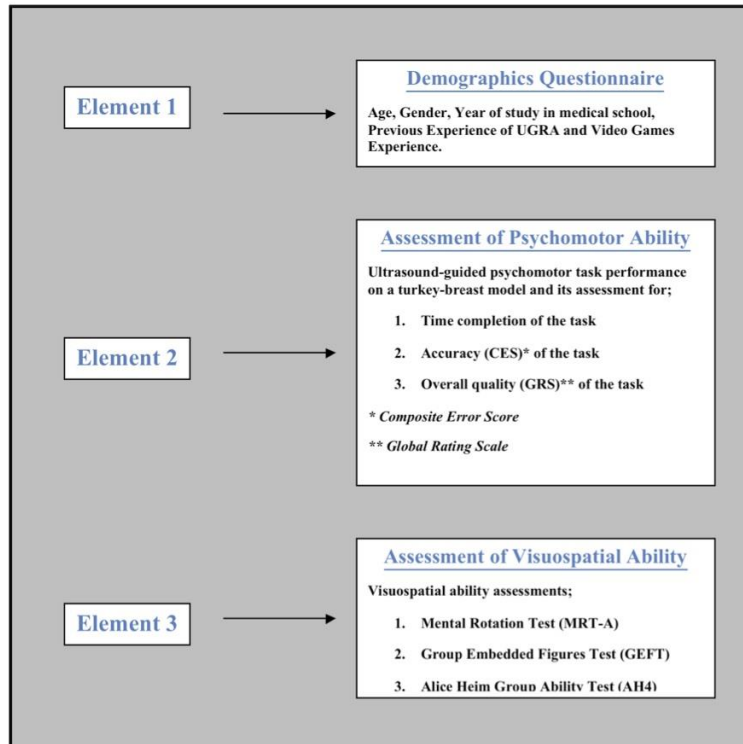 Element 1
Demographics Questionnaire
Age, Gender, Year of study in medical school,
Previous Experience of UGRA and Video Games
Experience.
Element 2
Assessment of Psychomotor Ability
Ultrasound-guided psychomotor task performance
on a turkey-breast model and its assessment for;
1. Time completion of the task
2. Accuracy (CES)* of the task
3. Overall quality (GRS)** of the task
* Composite Error Score
** Global Rating Scale
Element 3
Assessment of Visuospatial Ability
Visuospatial ability assessments;
1. Mental Rotation Test (MRT-A)
2. Group Embedded Figures Test (GEFT)
3. Alice Heim Group Ability Test (AH4)